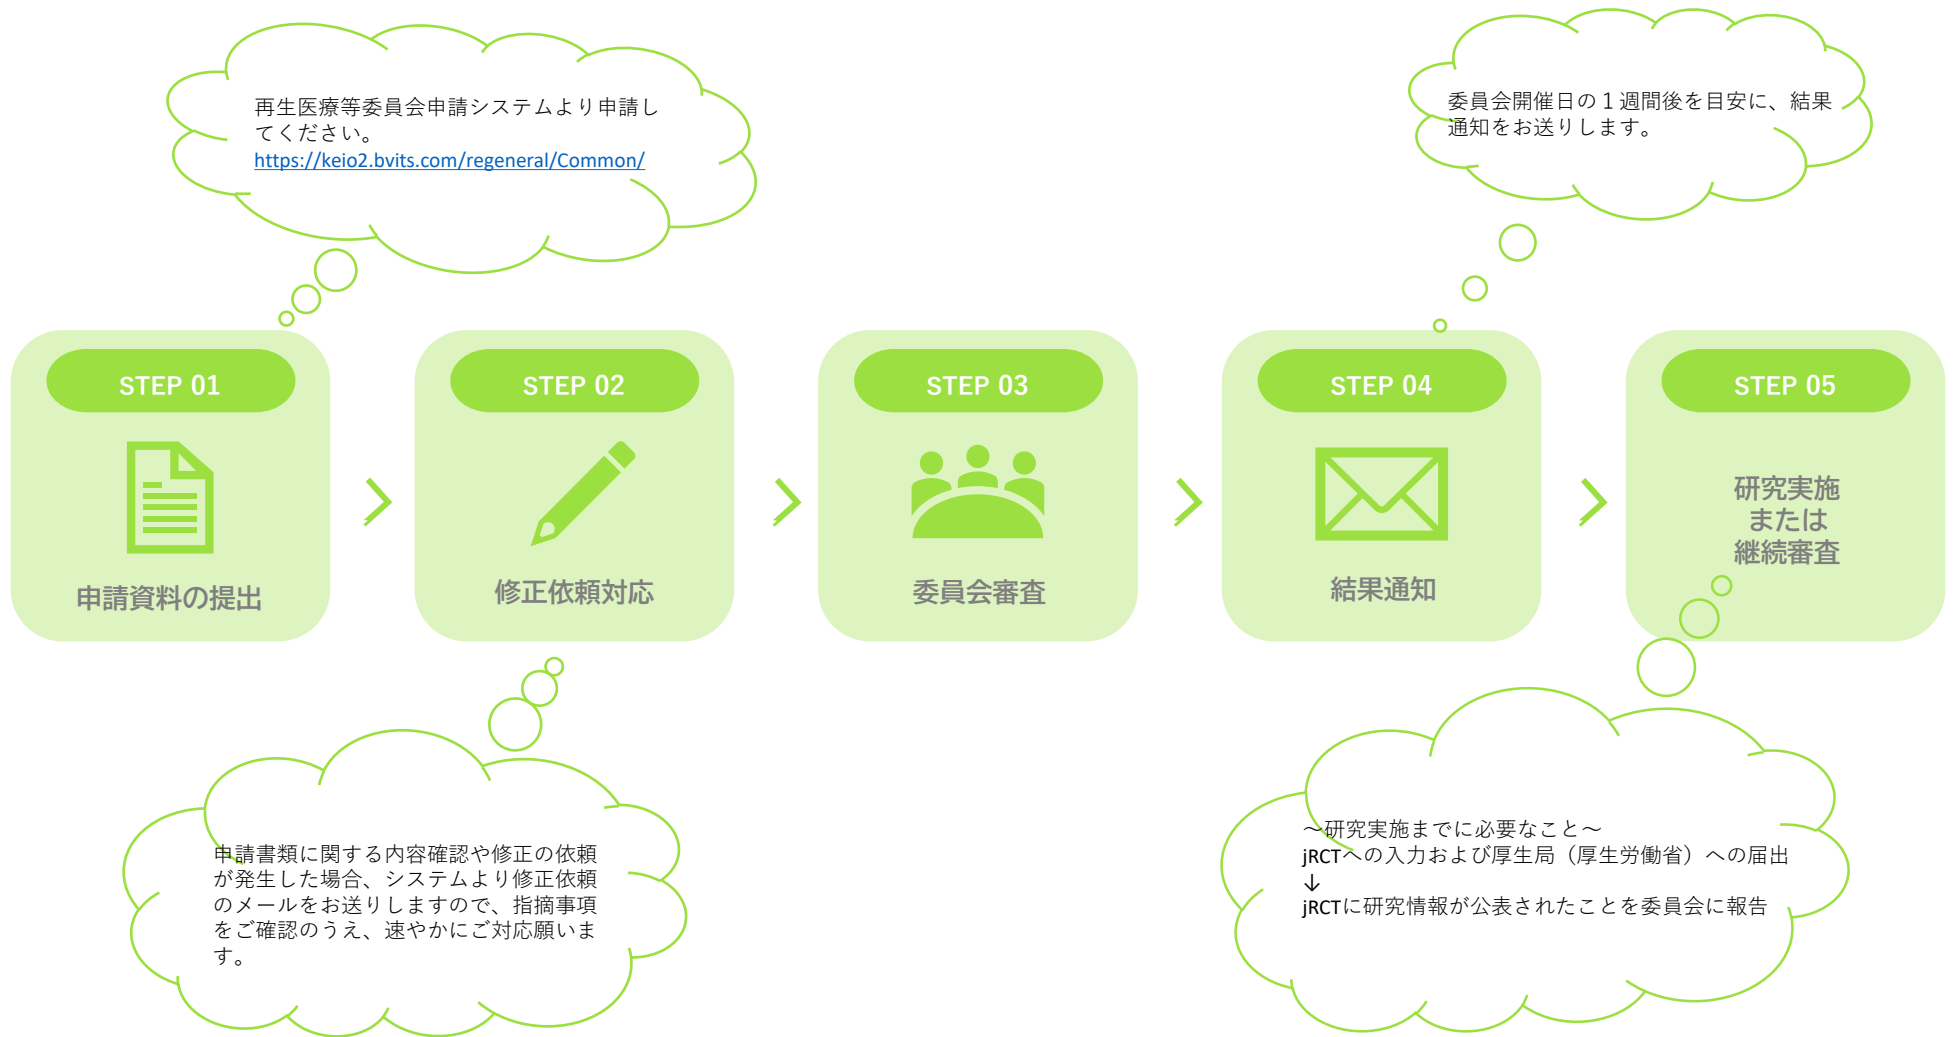 再生医療等委員会申請システムより申請し
てください。
https://keio2.bvits.com/regeneral/Common/
委員会開催日の１週間後を目安に、結果
通知をお送りします。
STEP 01
申請資料の提出
STEP 02
修正依頼対応
STEP 03
委員会審査
STEP 04
結果通知
STEP 05
研究実施
または
継続審査
申請書類に関する内容確認や修正の依頼
が発生した場合、システムより修正依頼
のメールをお送りしますので、指摘事項
をご確認のうえ、速やかにご対応願いま
す。
～研究実施までに必要なこと～
jRCTへの入力および厚生局（厚生労働省）への届出
↓
jRCTに研究情報が公表されたことを委員会に報告